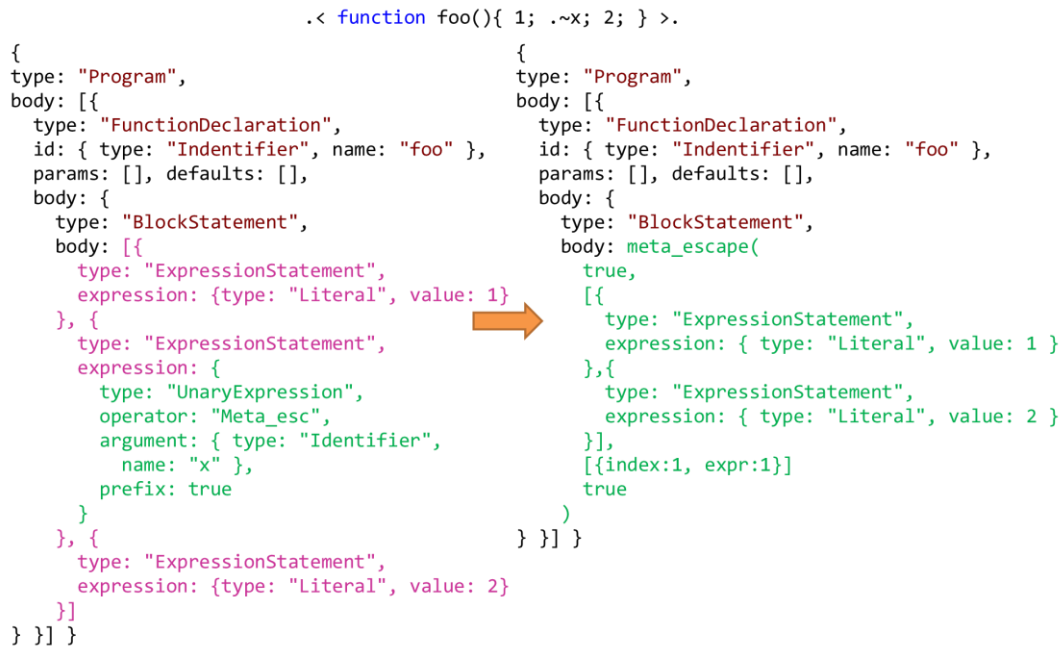 .< function foo(){ 1; .~x; 2; } >.
{
type: "Program",
body: [{
type: "FunctionDeclaration",
id: { type: "Indentifier", name: "foo" },
params: [], defaults: [],
body: {
type: "BlockStatement",
body: [{
type: "ExpressionStatement",
expression: {type: "Literal", value: 1}
}, {
type: "ExpressionStatement",
expression: {
type: "UnaryExpression",
operator: "Meta_esc",
argument: { type: "Identifier",
name: "x" },
prefix: true
}
}, {
type: "ExpressionStatement",
expression: {type: "Literal", value: 2}
}]
} }] }
{
type: "Program",
body: [{
type: "FunctionDeclaration",
id: { type: "Indentifier", name: "foo" },
params: [], defaults: [],
body: {
type: "BlockStatement",
body: meta_escape(
true,
[{
type: "ExpressionStatement",
expression: { type: "Literal", value: 1 }
},{
type: "ExpressionStatement",
expression: { type: "Literal", value: 2 }
}],
[{index:1, expr:1}]
true
)
} }] }